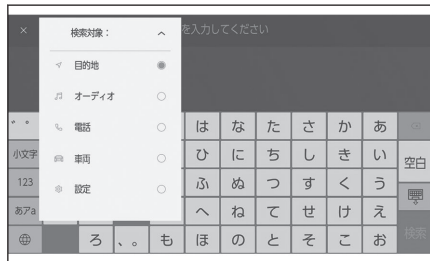 × 検索対象： を入力してください
目的地
オーディオ
電話
車両
設定
゛ ゜ は な た さ か あ
小文字 ひ に ち し き い 空白
123 ふ ぬ つ す く う
あアa へ ね て せ け え
ろ 、。 も ほ の と そ こ お 検索